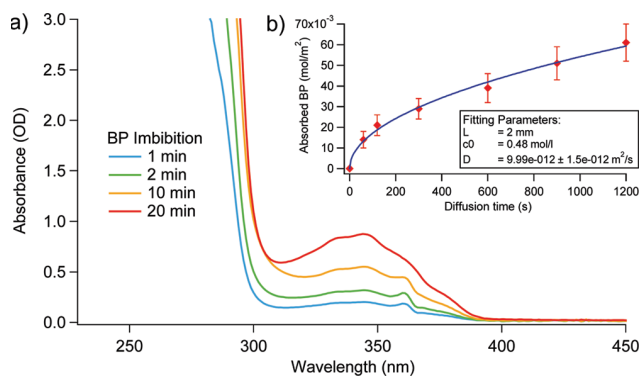 a)
3.0
2.5
2.0
1.5
1.0
0.5
0.0
Absorbance (OD)
250
300
350
400
450
Wavelength (nm)
BP Imbibition
1 min
2 min
10 min
20 min
b)
70x10-3
60
50
40
30
20
10
0
Absorbed BP (mol/m²)
0
200
400
600
800
1000
1200
Diffusion time (s)
Fitting Parameters:
L = 2 mm
c0 = 0.48 mol/l
D = 9.99e-012 ± 1.5e-012 m²/s